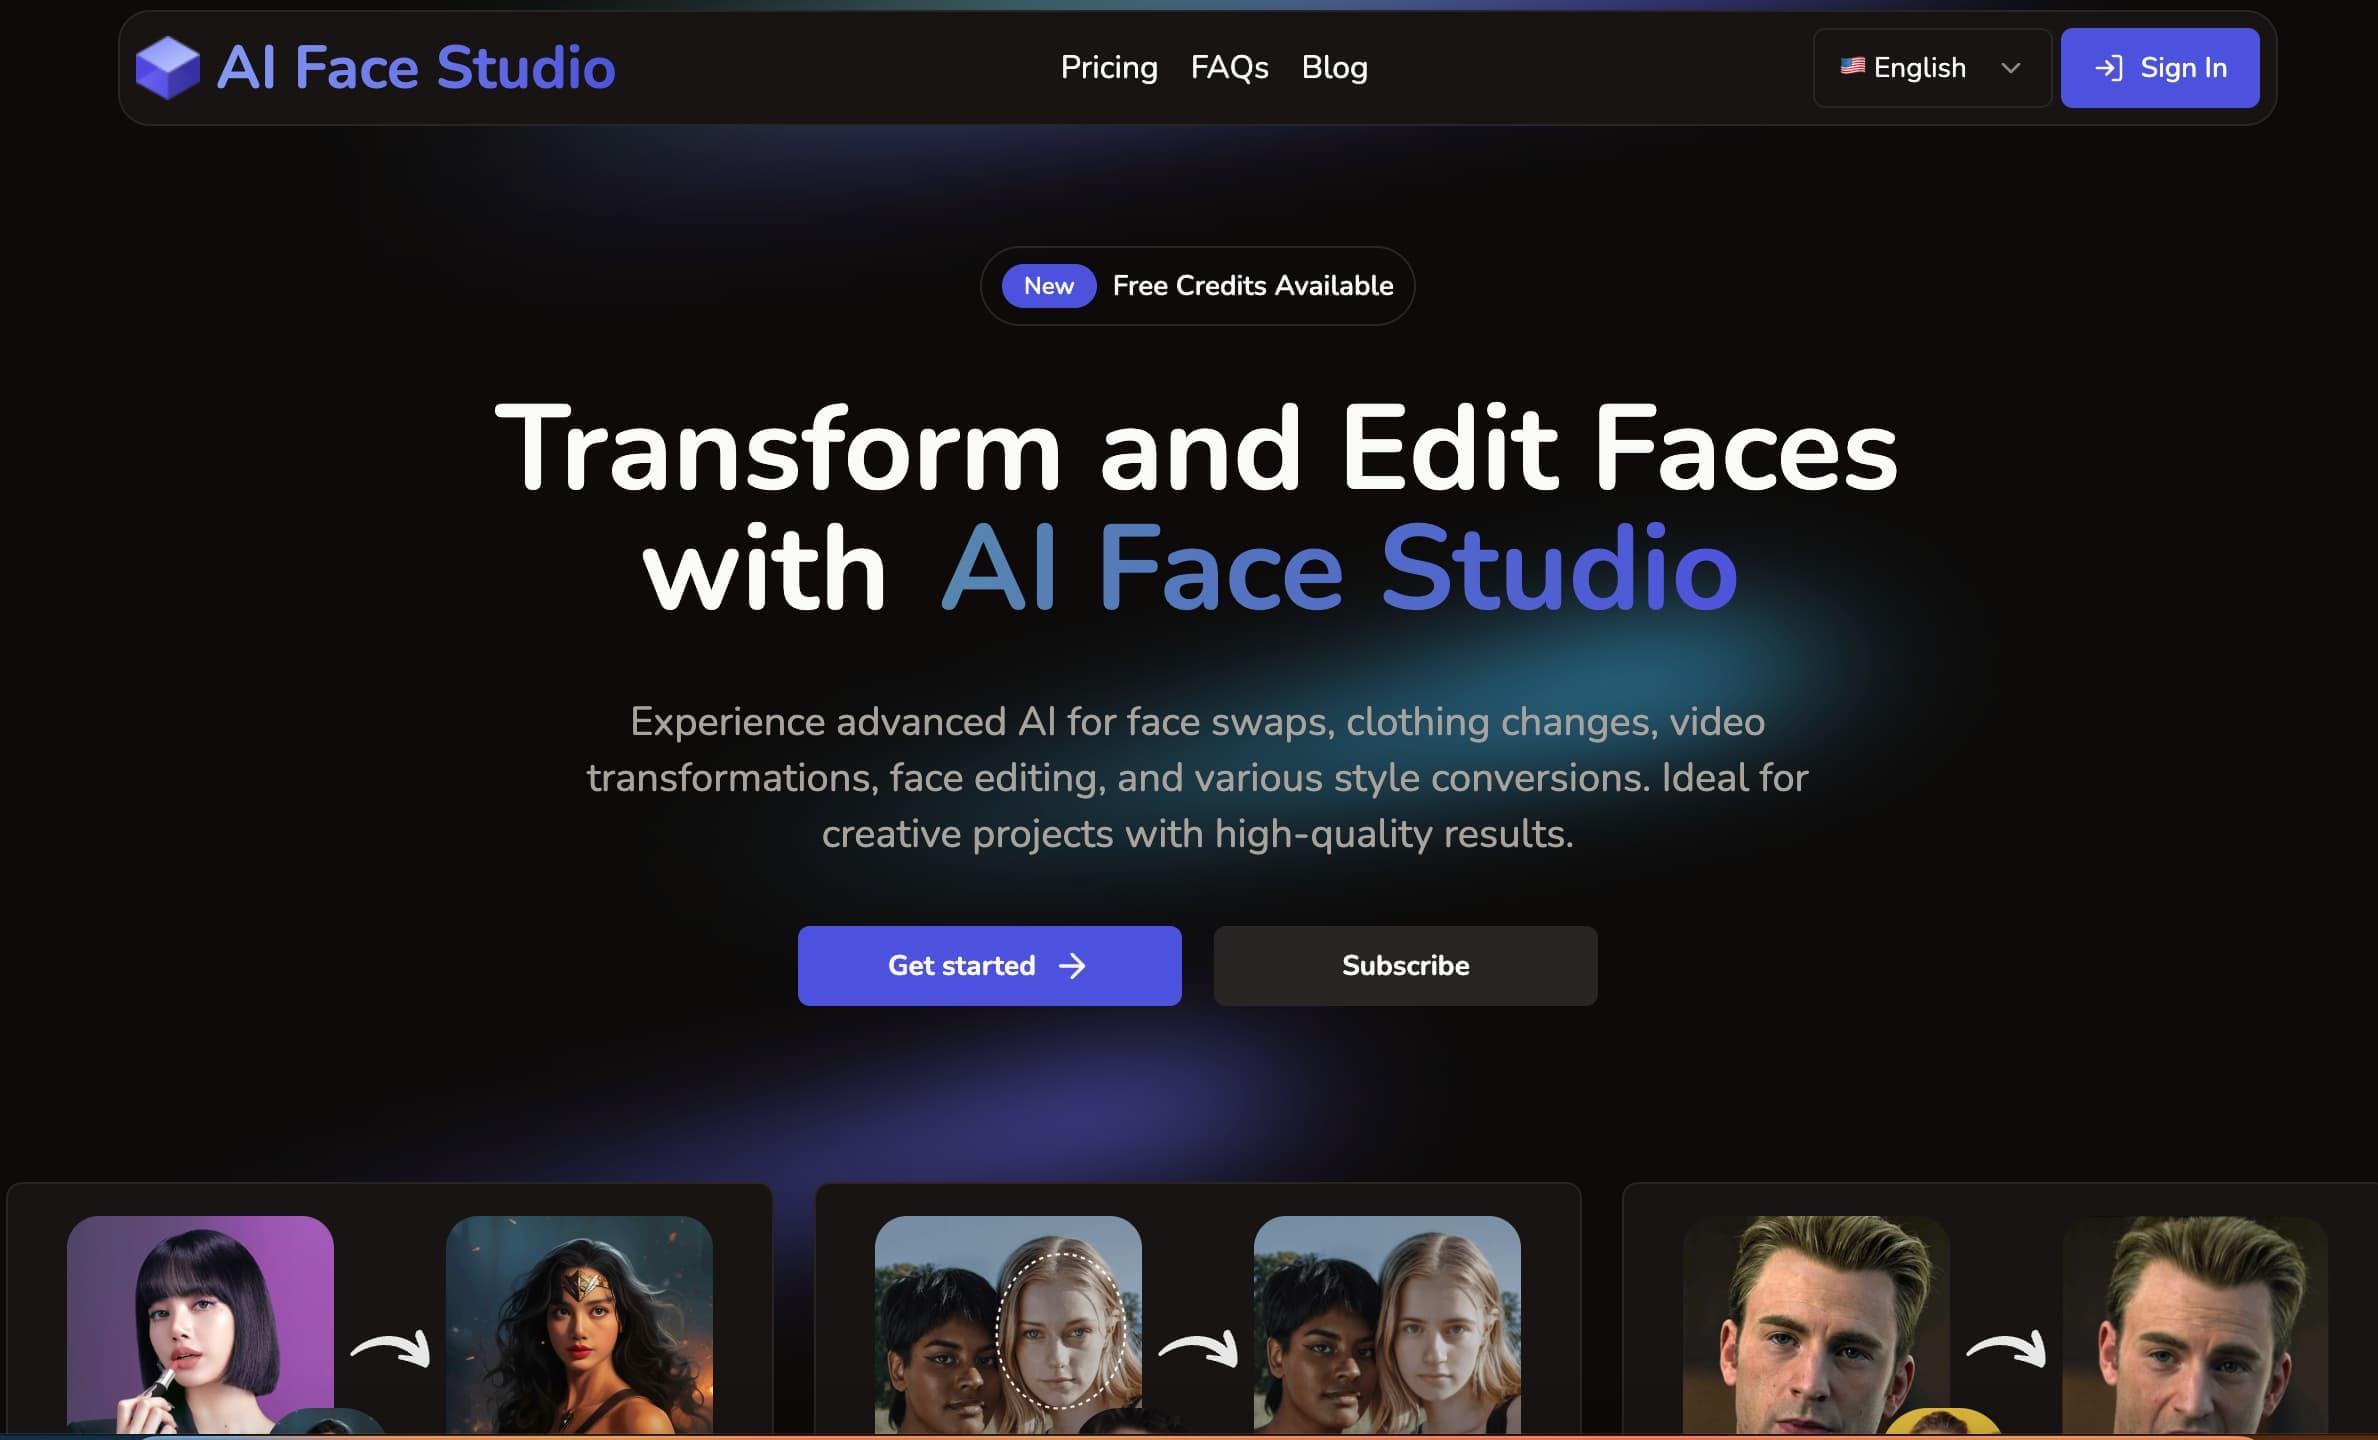 AI Face Studio
Pricing
FAQs
Blog
English
Sign In
New
Free Credits Available
Transform and Edit Faces
with AI Face Studio
Experience advanced AI for face swaps, clothing changes, video
transformations, face editing, and various style conversions. Ideal for
creative projects with high-quality results.
Get started
Subscribe